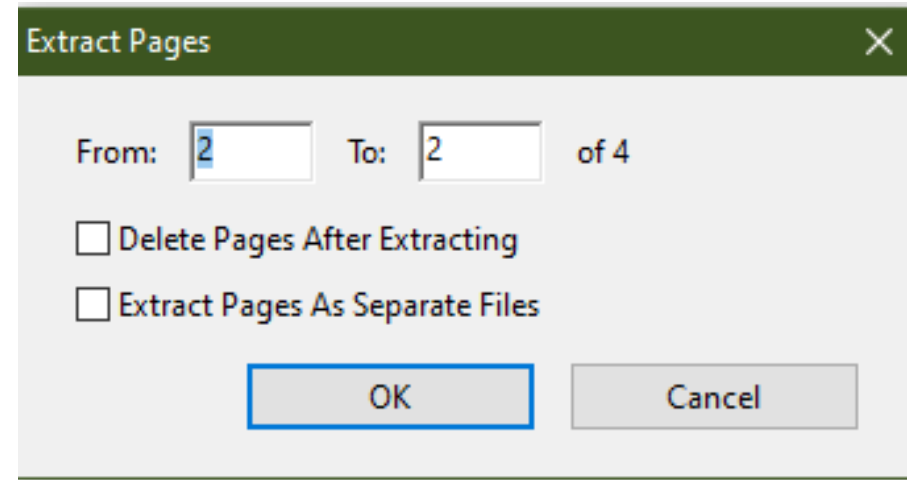 Extract Pages
From: 2 To: 2 of 4
Delete Pages After Extracting
Extract Pages As Separate Files
OK Cancel